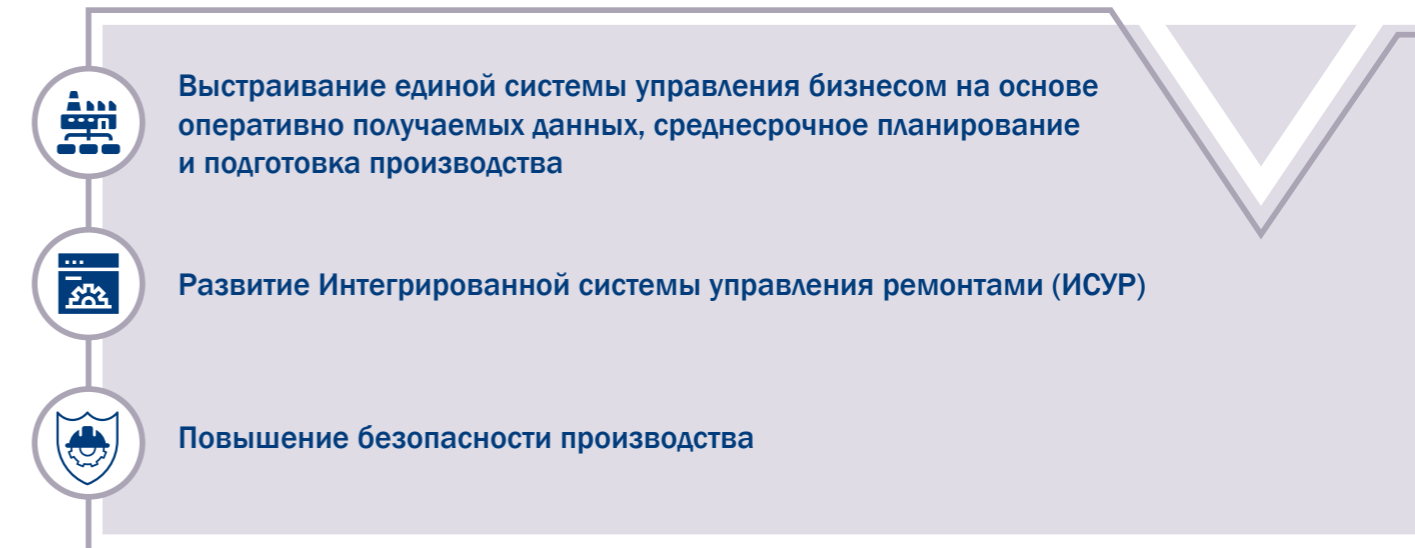 Выстраивание единой системы управления бизнесом на основе
оперативно получаемых данных, среднесрочное планирование
и подготовка производства
Развитие Интегрированной системы управления ремонтами (ИСУР)
Повышение безопасности производства